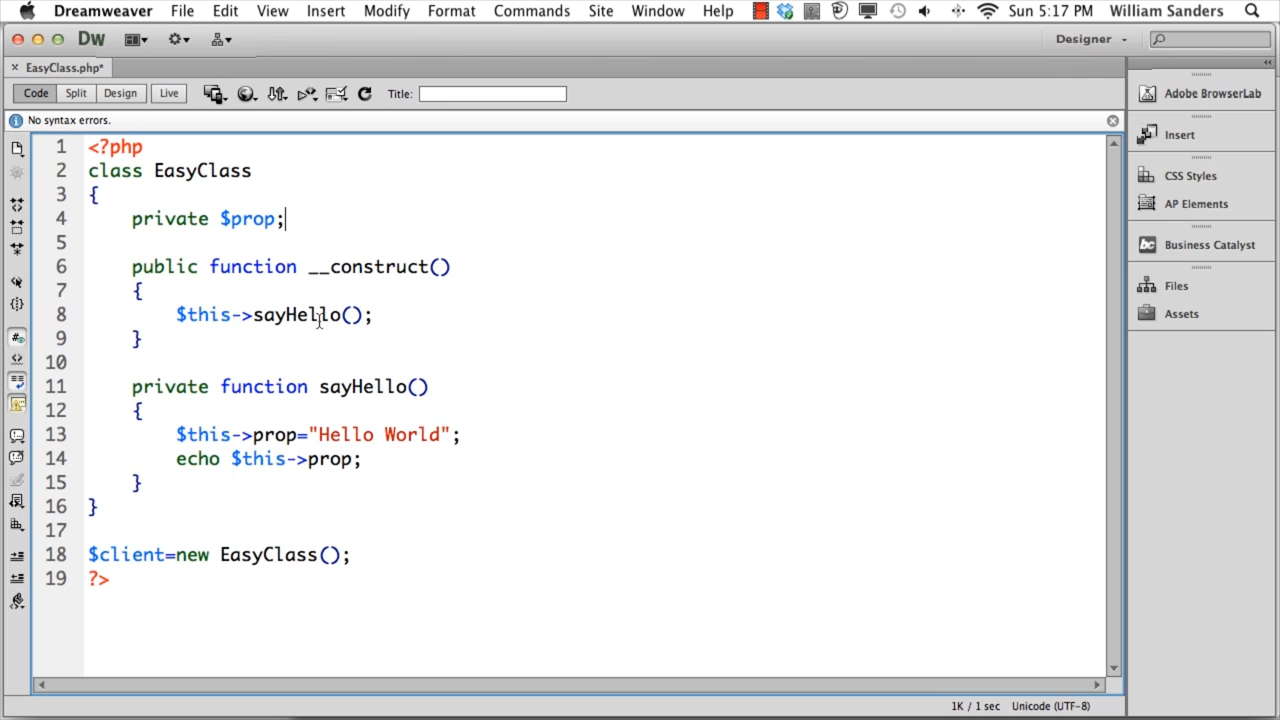 Dreamweaver File Edit View Insert Modify Format Commands Site Window Help Sun 5:17 PM William Sanders
Dw Designer
EasyClass.php*
Code Split Design Live Title:
No syntax errors.
1 <?php
2 class EasyClass
3 {
4 private $prop;
5
6 public function __construct()
7 {
8 $this->sayHello();
9 }
10
11 private function sayHello()
12 {
13 $this->prop="Hello World";
14 echo $this->prop;
15 }
16 }
17
18 $client=new EasyClass();
19 ?>
Adobe BrowserLab
Insert
CSS Styles
AP Elements
bc Business Catalyst
Files
Assets
1K / 1 sec Unicode (UTF-8)